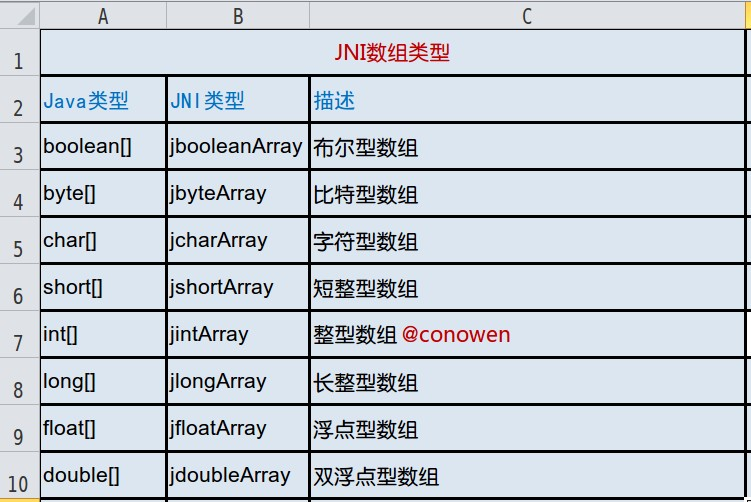 A B C
1 JNI数组类型
2 Java类型 JNI类型 描述
3 boolean[] jbooleanArray 布尔型数组
4 byte[] jbyteArray 比特型数组
5 char[] jcharArray 字符型数组
6 short[] jshortArray 短整型数组
7 int[] jintArray 整型数组 @conowen
8 long[] jlongArray 长整型数组
9 float[] jfloatArray 浮点型数组
10 double[] jdoubleArray 双浮点型数组